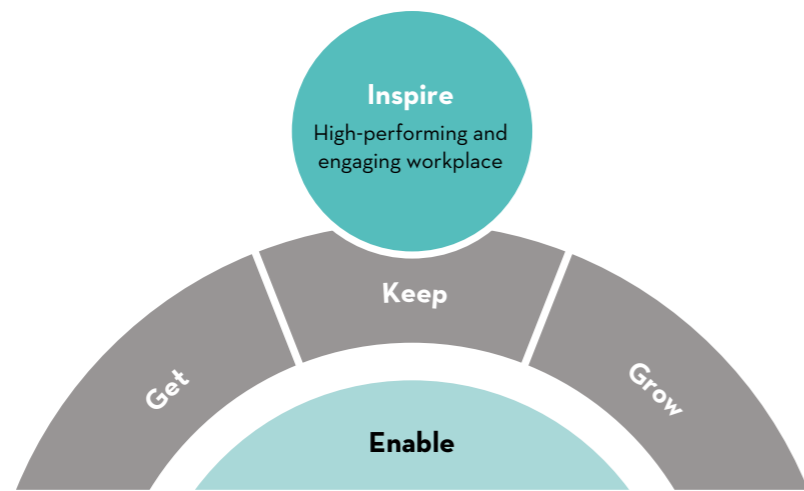 Inspire
High-performing and
engaging workplace
Get
Keep
Grow
Enable